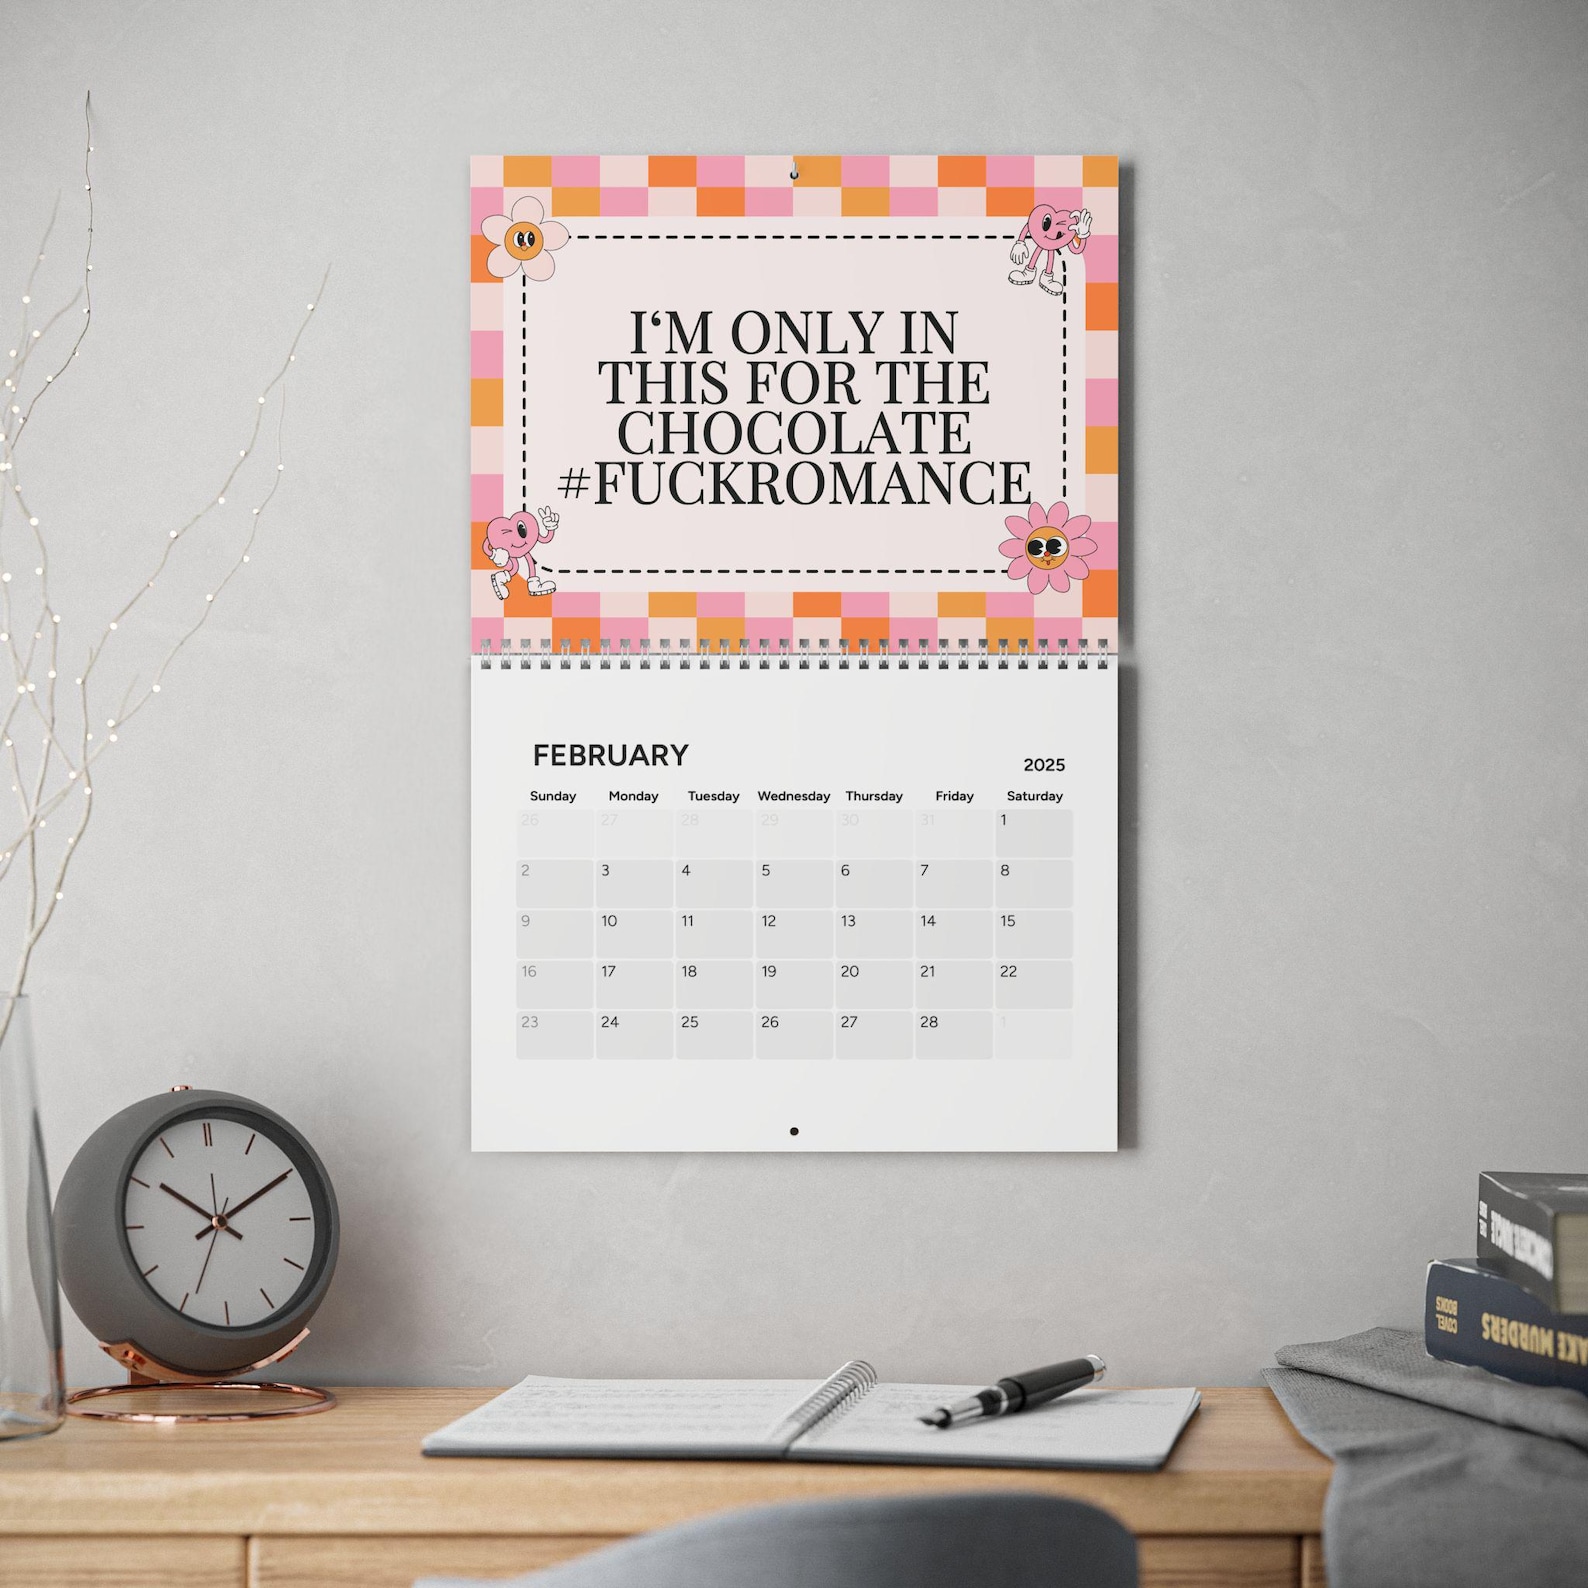 I‘M ONLY IN
THIS FOR THE
CHOCOLATE
#FUCKROMANCE
FEBRUARY
2025
Sunday Monday Tuesday Wednesday Thursday Friday Saturday
26 27 28 29 30 31 1
2 3 4 5 6 7 8
9 10 11 12 13 14 15
16 17 18 19 20 21 22
23 24 25 26 27 28 1
COVEL
BOOKS
MURDERS